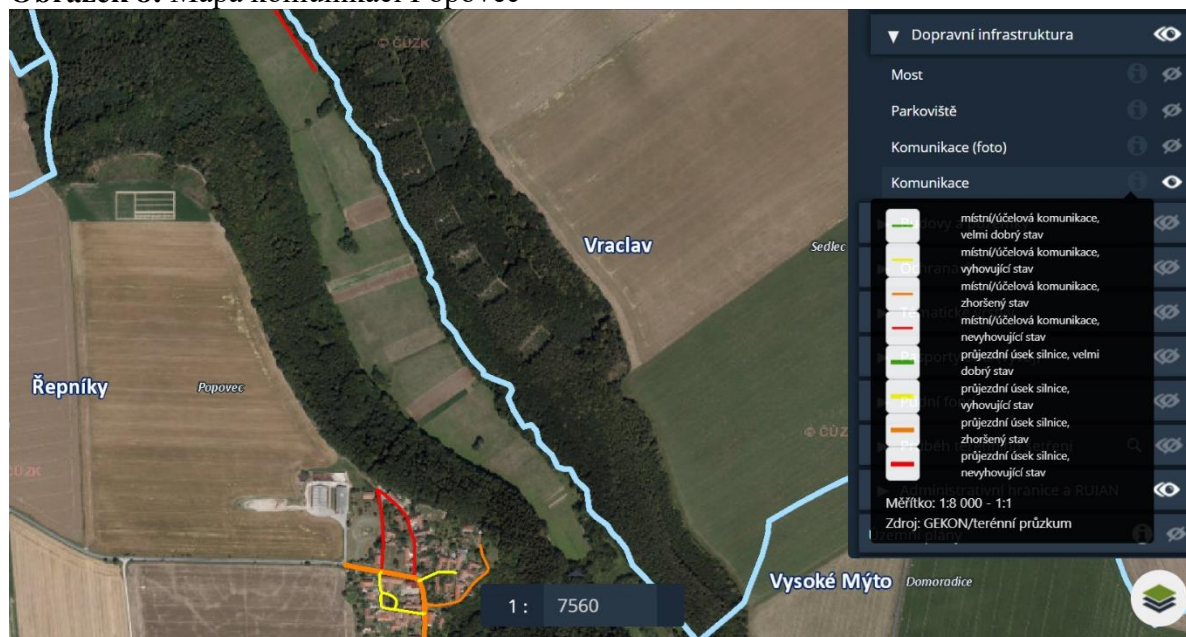 Obrázek 8: Mapa komunikací Popovec
© ČÚZK
Vraclav
Sedlec
Řepníky
Popovec
© ČÚZ
ČÚZK
Vysoké Mýto
Domoradice
1 : 7560
Dopravní infrastruktura
Most
Parkoviště
Komunikace (foto)
Komunikace
místní/účelová komunikace,
velmi dobrý stav
místní/účelová komunikace,
vyhovující stav
místní/účelová komunikace,
zhoršený stav
místní/účelová komunikace,
nevyhovující stav
průjezdní úsek silnice, velmi
dobrý stav
průjezdní úsek silnice,
vyhovující stav
průjezdní úsek silnice,
zhoršený stav
průjezdní úsek silnice,
nevyhovující stav
Administrativní hranice a RUIAN
Měřítko: 1:8 000 - 1:1
Zdroj: GEKON/terénní průzkum
Územní plány